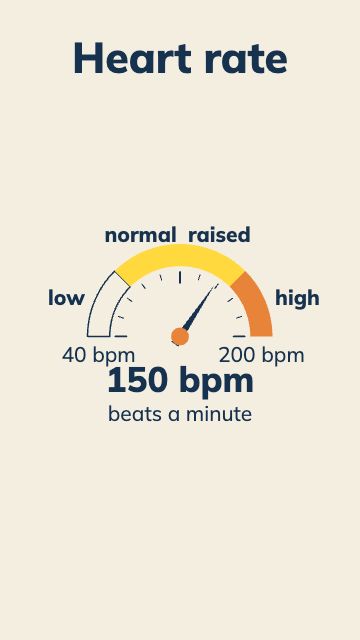 Heart rate
normal raised
low
high
40 bpm
200 bpm
150 bpm
beats a minute